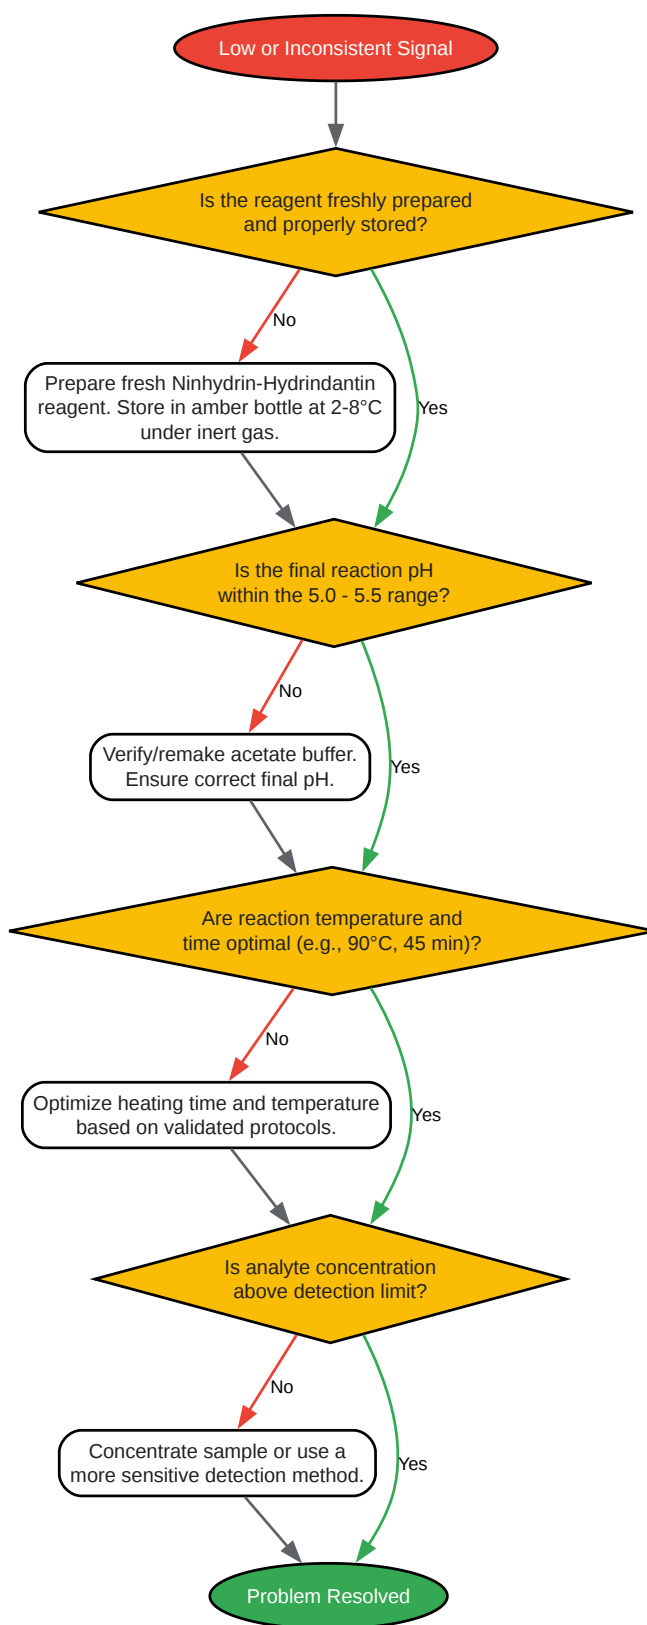 Low or Inconsistent Signal
Is the reagent freshly prepared
and properly stored?
No
Prepare fresh Ninhydrin-Hydrindantin
reagent. Store in amber bottle at 2-8°C
under inert gas.
Yes
Is the final reaction pH
within the 5.0 - 5.5 range?
No
Verify/remake acetate buffer.
Ensure correct final pH.
Yes
Are reaction temperature and
time optimal (e.g., 90°C, 45 min)?
No
Optimize heating time and temperature
based on validated protocols.
Yes
Is analyte concentration
above detection limit?
No
Concentrate sample or use a
more sensitive detection method.
Yes
Problem Resolved